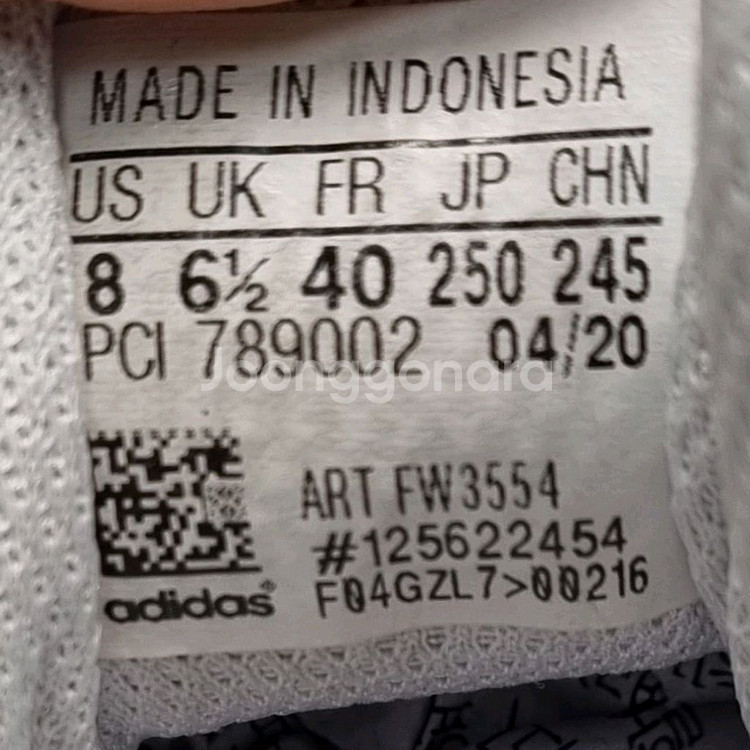 MADE IN INDONESIA
US UK FR JP CHN
8 6½ 40 250 245
PCI 789002 04/20
Joonggonara
ART FW3554
#125622454
adidas® F04GZL7>00216